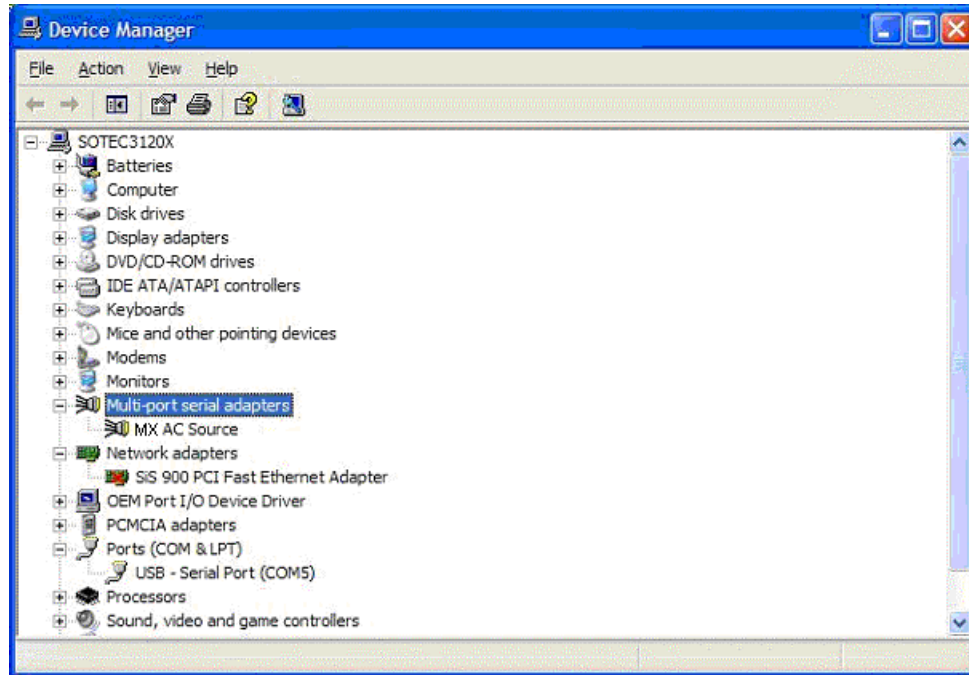 Device Manager
File Action View Help
SOTEC3120X
Batteries
Computer
Disk drives
Display adapters
DVD/CD-ROM drives
IDE ATA/ATAPI controllers
Keyboards
Mice and other pointing devices
Modems
Monitors
Multi-port serial adapters
MX AC Source
Network adapters
SiS 900 PCI Fast Ethernet Adapter
OEM Port I/O Device Driver
PCMCIA adapters
Ports (COM & LPT)
USB - Serial Port (COM5)
Processors
Sound, video and game controllers